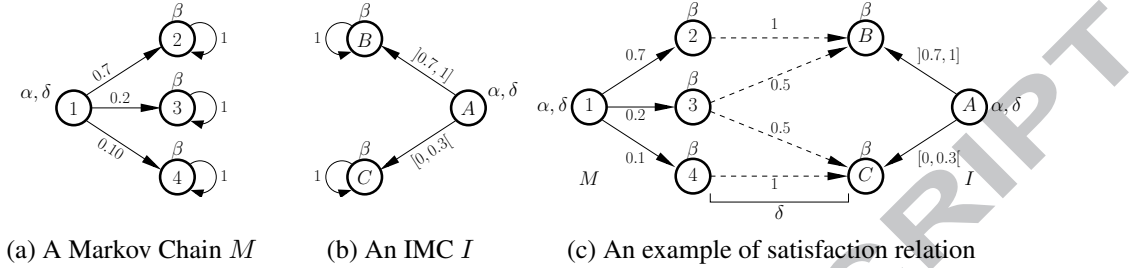 β
2
1
0.7
α, δ
1
0.2
β
3
1
0.10
β
4
1
β
B
1
]0.7, 1]
α, δ
A
[0, 0.3[
β
C
1
β
2
1
β
B
0.7
]0.7, 1]
0.5
α, δ
1
0.2
β
3
A
α, δ
0.5
0.1
[0, 0.3[
M
β
4
1
β
C
I
δ
(a) A Markov Chain M
(b) An IMC I
(c) An example of satisfaction relation
CRIPT